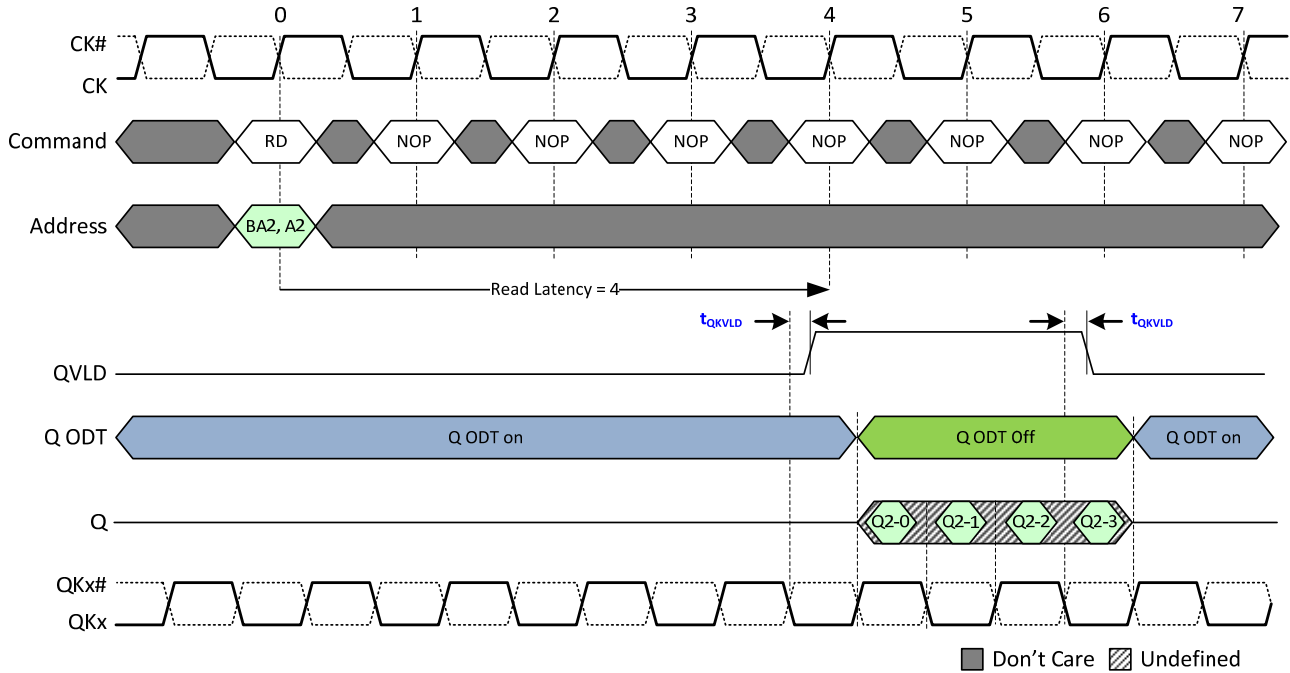 0 1 2 3 4 5 6 7
CK#
CK
Command RD NOP NOP NOP NOP NOP NOP NOP
Address BA2, A2
Read Latency = 4
tQKVLD tQKVLD
QVLD
Q ODT Q ODT on Q ODT Off Q ODT on
Q Q2-0 Q2-1 Q2-2 Q2-3
QKx#
QKx
Don't Care Undefined